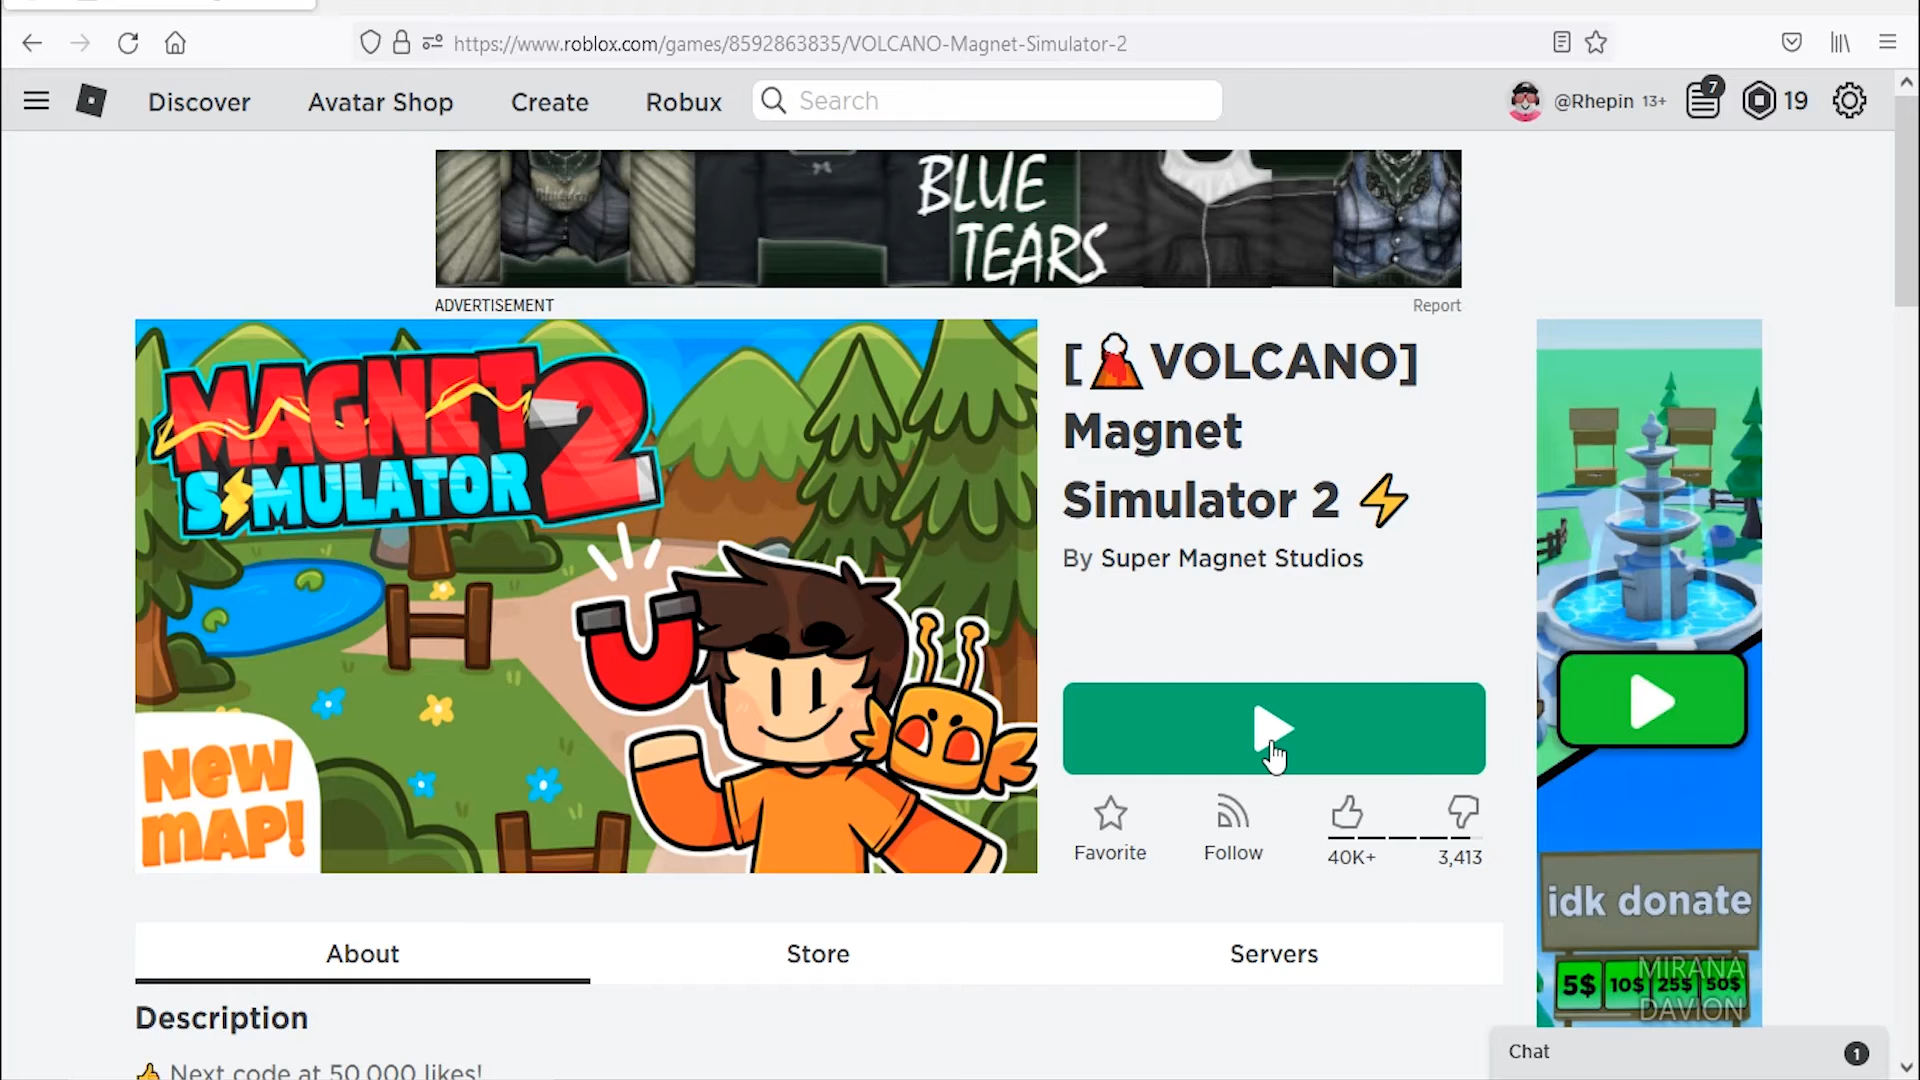 https://www.roblox.com/games/8592863835/VOLCANO-Magnet-Simulator-2
Discover
Avatar Shop
Create
Robux
Search
@Rhepin 13+
7
19
BLUE
TEARS
ADVERTISEMENT
Report
MAGNET
SIMULATOR 2
NEW
MAP!
[🌋VOLCANO]
Magnet
Simulator 2 ⚡
By Super Magnet Studios
Favorite
Follow
40K+
3,413
idk donate
5$ 10$ 25$ 50$
MIRANA
DAVION
About
Store
Servers
Description
👍 Next code at 50,000 likes!
Chat
1